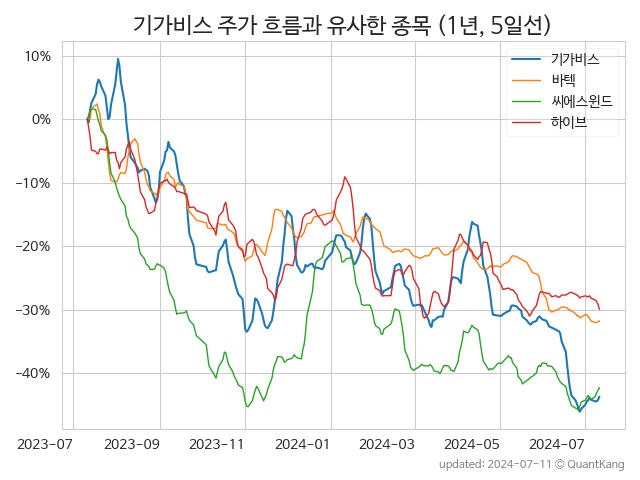 기가비스 주가 흐름과 유사한 종목 (1년, 5일선)
기가비스
바텍
씨에스윈드
하이브
10%
0%
−10%
−20%
−30%
−40%
2023-07 2023-09 2023-11 2024-01 2024-03 2024-05 2024-07
updated: 2024-07-11 © QuantKang